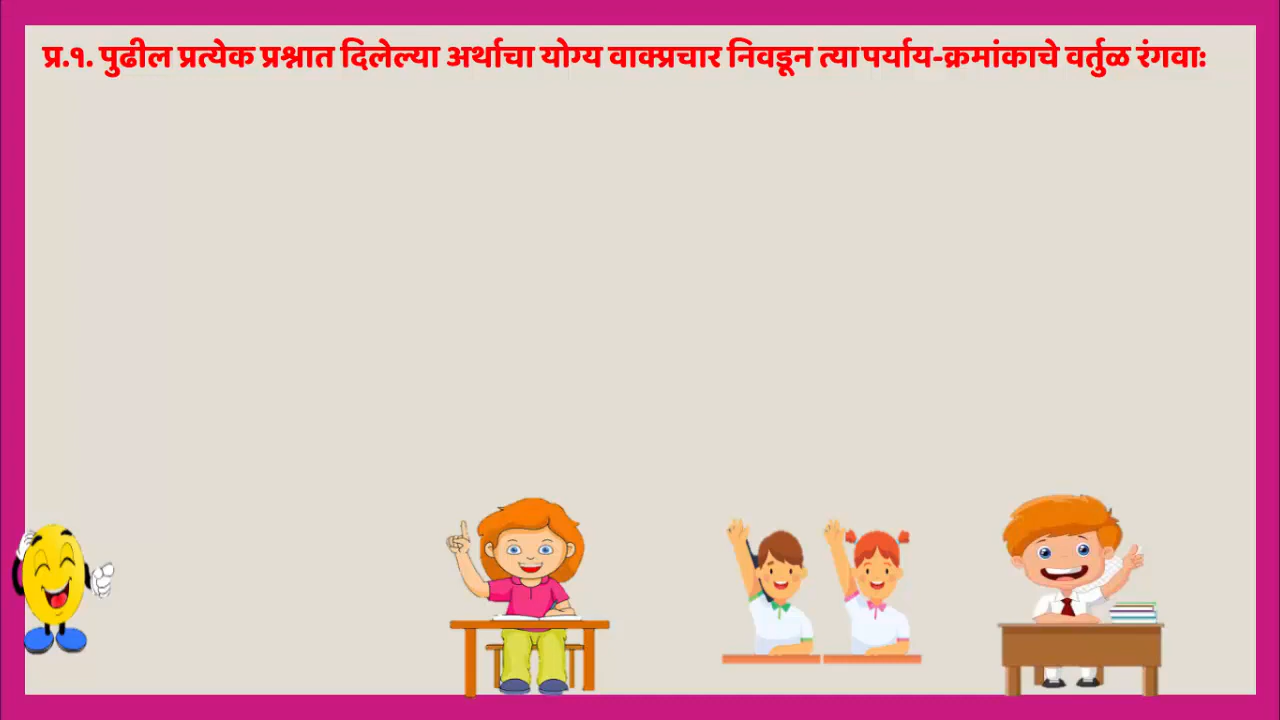 प्र.१. पुढील प्रत्येक प्रश्नात दिलेल्या अर्थाचा योग्य वाक्प्रचार निवडून त्या पर्याय-क्रमांकाचे वर्तुळ रंगवाः